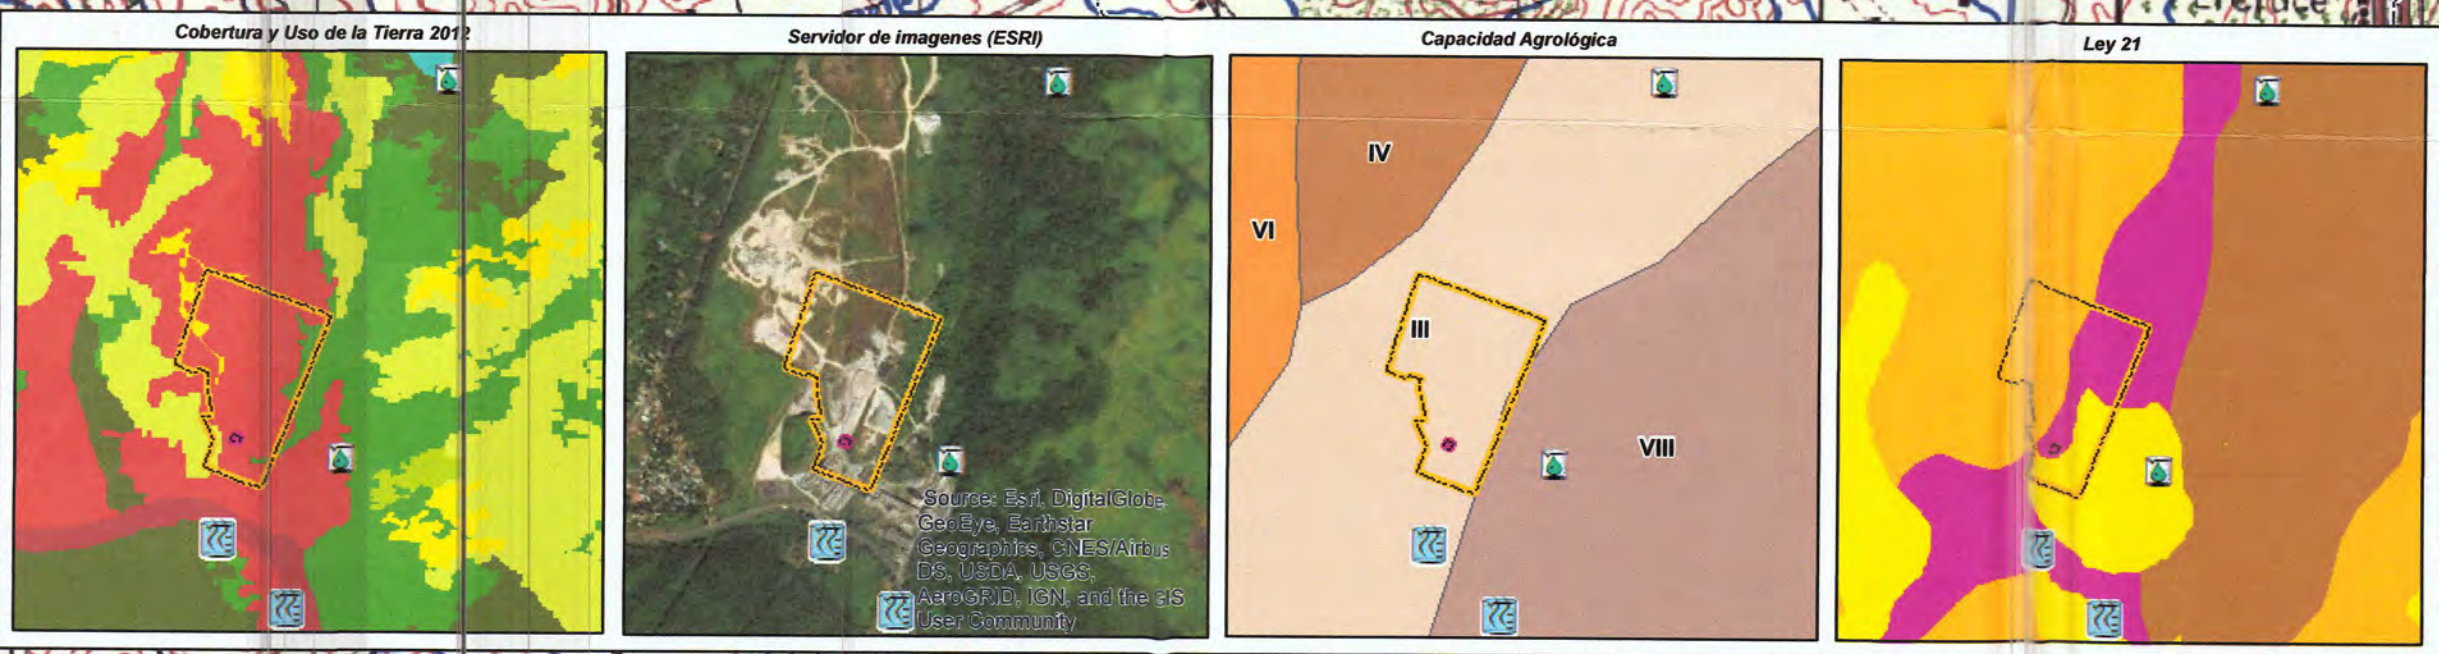 Cobertura y Uso de la Tierra 2012
Servidor de imagenes (ESRI)
Capacidad Agrológica
Ley 21
IV
VI
III
VIII
Source: Esri, DigitalGlobe,
GeoEye, Earthstar
Geographics, CNES/Airbus
DS, USDA, USGS,
AeroGRID, IGN, and the GIS
User Community